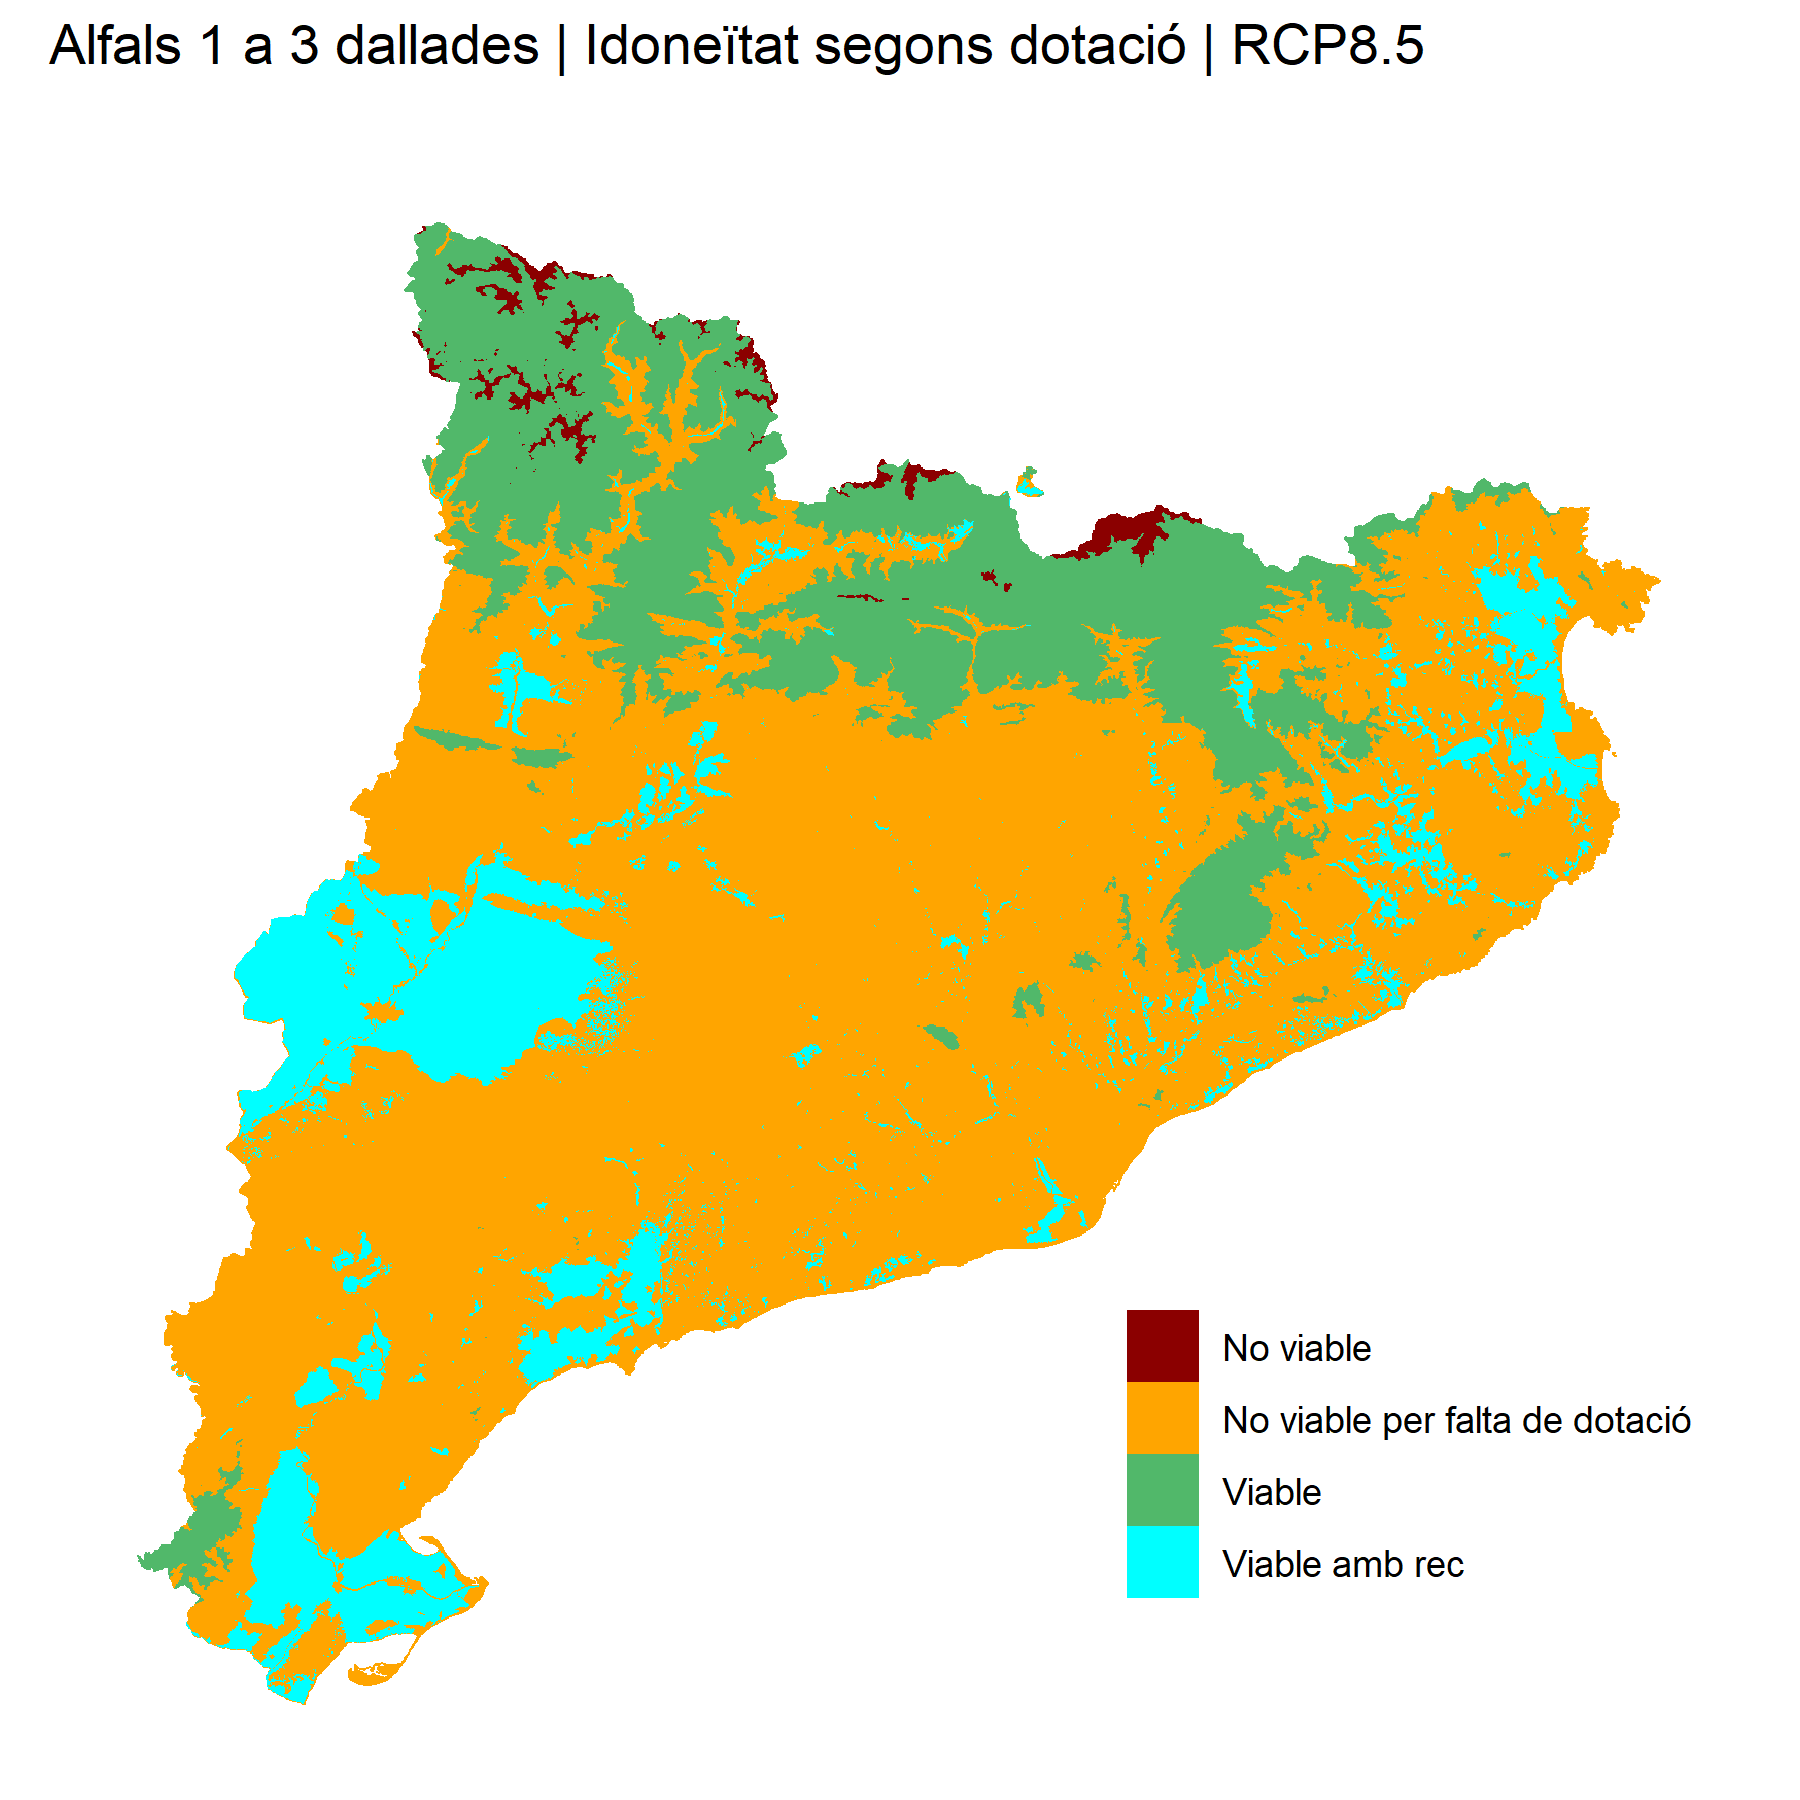 Alfals 1 a 3 dallades | Idoneïtat segons dotació | RCP8.5
No viable
No viable per falta de dotació
Viable
Viable amb rec